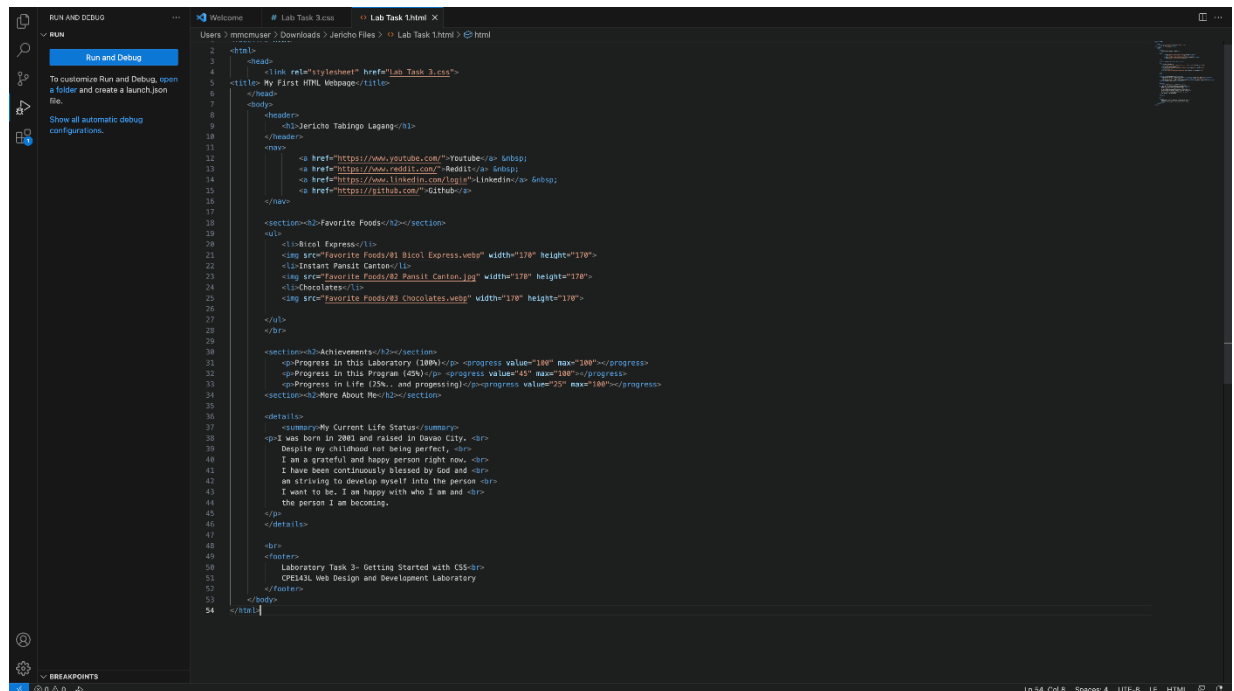 RUN AND DEBUG ···
Welcome
# Lab Task 3.css
<> Lab Task 1.html ×
RUN
Users > mmcmuser > Downloads > Jericho Files > <> Lab Task 1.html > html
Run and Debug
To customize Run and Debug, open
a folder and create a launch.json
file.
Show all automatic debug
configurations.
2 <html>
3 <head>
4 <link rel="stylesheet" href="Lab Task 3.css">
5 <title> My First HTML Webpage</title>
6 </head>
7 <body>
8 <header>
9 <h1>Jericho Tabingo Lagang</h1>
10 </header>
11 <nav>
12 <a href="https://www.youtube.com/">Youtube</a> &nbsp;
13 <a href="https://www.reddit.com/">Reddit</a> &nbsp;
14 <a href="https://www.linkedin.com/login">Linkedin</a> &nbsp;
15 <a href="https://github.com/">Github</a>
16 </nav>
17
18 <section><h2>Favorite Foods</h2></section>
19 <ul>
20 <li>Bicol Express</li>
21 <img src="Favorite Foods/01 Bicol Express.webp" width="170" height="170">
22 <li>Instant Pansit Canton</li>
23 <img src="Favorite Foods/02 Pansit Canton.jpg" width="170" height="170">
24 <li>Chocolates</li>
25 <img src="Favorite Foods/03 Chocolates.webp" width="170" height="170">
26
27 </ul>
28 </br>
29
30 <section><h2>Achievements</h2></section>
31 <p>Progress in this Laboratory (100%)</p> <progress value="100" max="100"></progress>
32 <p>Progress in this Program (45%)</p> <progress value="45" max="100"></progress>
33 <p>Progress in Life (25%.. and progessing)</p><progress value="25" max="100"></progress>
34 <section><h2>More About Me</h2></section>
35
36 <details>
37 <summary>My Current Life Status</summary>
38 <p>I was born in 2001 and raised in Davao City. <br>
39 Despite my childhood not being perfect, <br>
40 I am a grateful and happy person right now. <br>
41 I have been continuously blessed by God and <br>
42 am striving to develop myself into the person <br>
43 I want to be. I am happy with who I am and <br>
44 the person I am becoming.
45 </p>
46 </details>
47
48 <br>
49 <footer>
50 Laboratory Task 3- Getting Started with CSS<br>
51 CPE143L Web Design and Development Laboratory
52 </footer>
53 </body>
54 </html>
1
BREAKPOINTS
0 0
Ln 54, Col 8 Spaces: 4 UTF-8 LF HTML